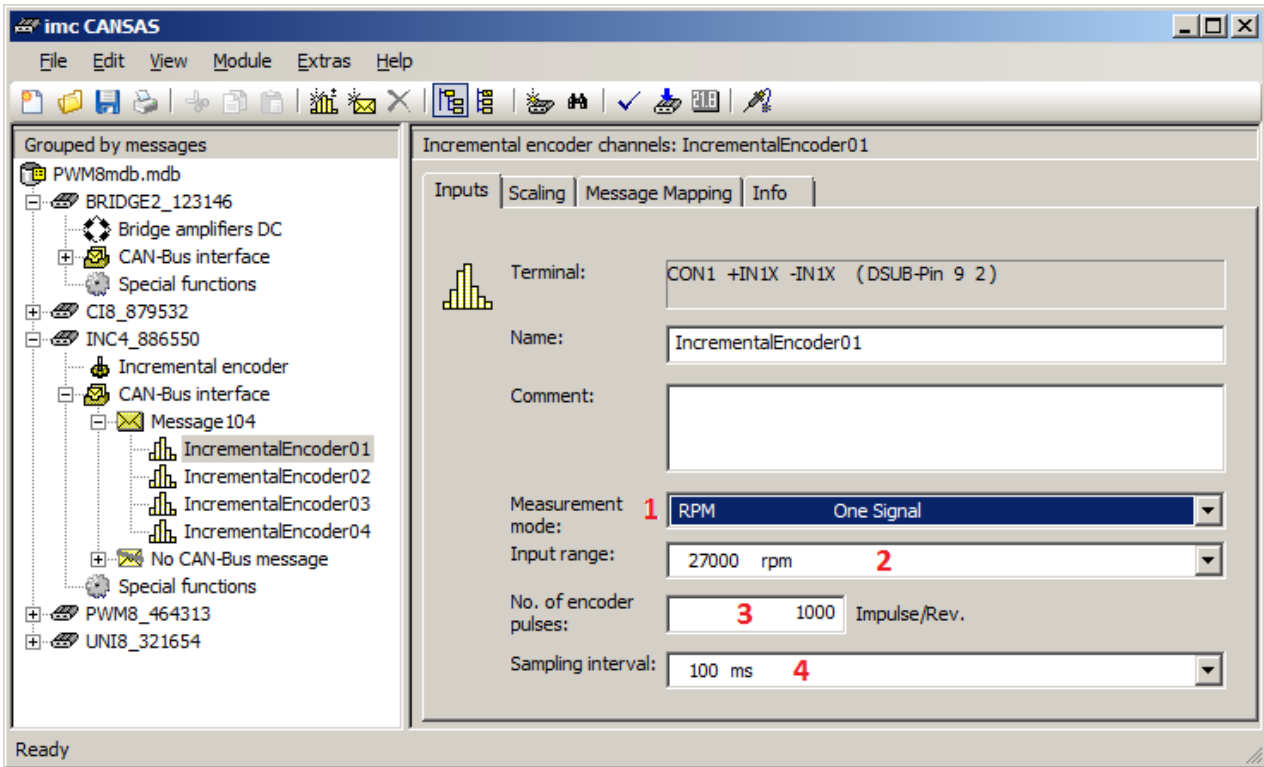 imc CANSAS
File Edit View Module Extras Help
Grouped by messages
PWM8mdb.mdb
BRIDGE2_123146
Bridge amplifiers DC
CAN-Bus interface
Special functions
CI8_879532
INC4_886550
Incremental encoder
CAN-Bus interface
Message104
IncrementalEncoder01
IncrementalEncoder02
IncrementalEncoder03
IncrementalEncoder04
No CAN-Bus message
Special functions
PWM8_464313
UNI8_321654
Incremental encoder channels: IncrementalEncoder01
Inputs Scaling Message Mapping Info
Terminal: CON1 +IN1X -IN1X (DSUB-Pin 9 2)
Name: IncrementalEncoder01
Comment:
Measurement mode: 1 RPM One Signal
Input range: 27000 rpm 2
No. of encoder pulses: 3 1000 Impulse/Rev.
Sampling interval: 100 ms 4
Ready